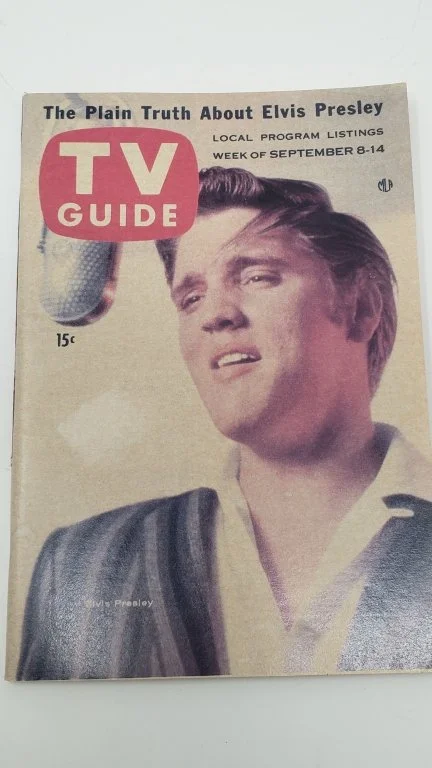 The Plain Truth About Elvis Presley
LOCAL PROGRAM LISTINGS
WEEK OF SEPTEMBER 8-14
TV
GUIDE
MLA
15¢
Elvis Presley